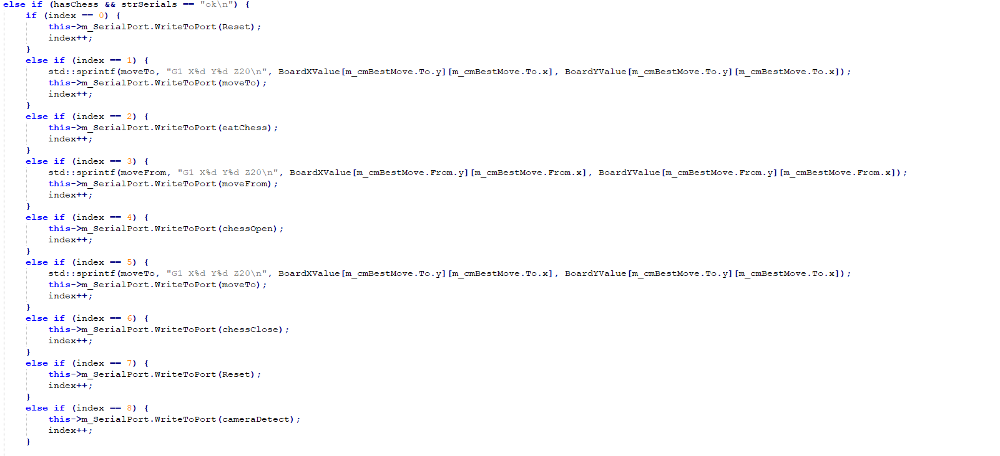 else if (hasChess && strSerials == "ok\n") {
    if (index == 0) {
        this->m_SerialPort.WriteToPort(Reset);
        index++;
    }
    else if (index == 1) {
        std::sprintf(moveTo, "G1 X%d Y%d Z20\n", BoardXValue[m_cmBestMove.To.y][m_cmBestMove.To.x], BoardYValue[m_cmBestMove.To.y][m_cmBestMove.To.x]);
        this->m_SerialPort.WriteToPort(moveTo);
        index++;
    }
    else if (index == 2) {
        this->m_SerialPort.WriteToPort(eatChess);
        index++;
    }
    else if (index == 3) {
        std::sprintf(moveFrom, "G1 X%d Y%d Z20\n", BoardXValue[m_cmBestMove.From.y][m_cmBestMove.From.x], BoardYValue[m_cmBestMove.From.y][m_cmBestMove.From.x]);
        this->m_SerialPort.WriteToPort(moveFrom);
        index++;
    }
    else if (index == 4) {
        this->m_SerialPort.WriteToPort(chessOpen);
        index++;
    }
    else if (index == 5) {
        std::sprintf(moveTo, "G1 X%d Y%d Z20\n", BoardXValue[m_cmBestMove.To.y][m_cmBestMove.To.x], BoardYValue[m_cmBestMove.To.y][m_cmBestMove.To.x]);
        this->m_SerialPort.WriteToPort(moveTo);
        index++;
    }
    else if (index == 6) {
        this->m_SerialPort.WriteToPort(chessClose);
        index++;
    }
    else if (index == 7) {
        this->m_SerialPort.WriteToPort(Reset);
        index++;
    }
    else if (index == 8) {
        this->m_SerialPort.WriteToPort(cameraDetect);
        index++;
    }